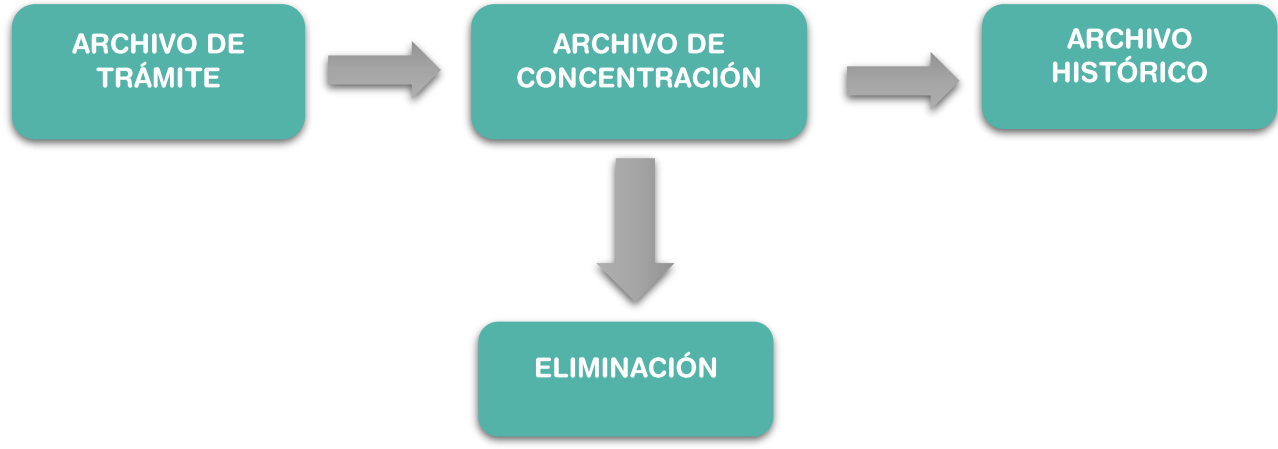 ARCHIVO DE
TRÁMITE
ARCHIVO DE
CONCENTRACIÓN
ARCHIVO
HISTÓRICO
ELIMINACIÓN